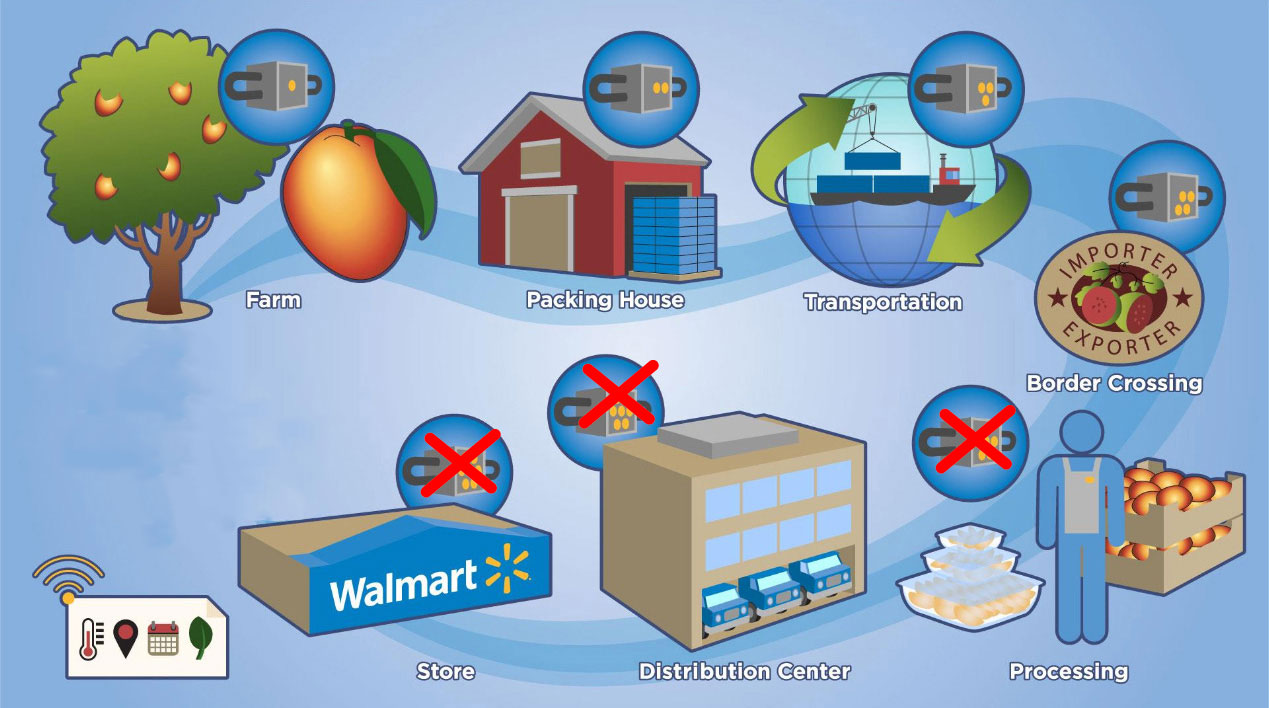 Farm
Packing House
Transportation
IMPORTER
EXPORTER
Border Crossing
Walmart
Store
Distribution Center
Processing